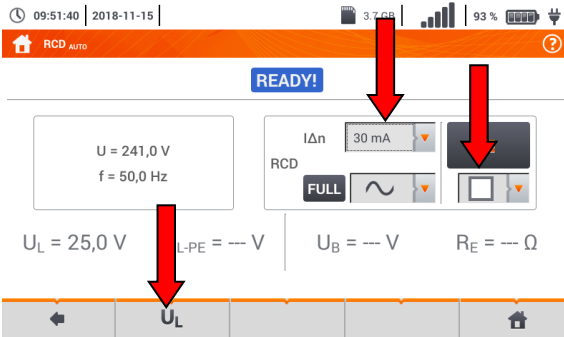 09:51:40 2018-11-15 3.7 GB 93 %
RCD AUTO ?
READY!
U = 241,0 V
f = 50,0 Hz
IΔn 30 mA
RCD
FULL
UL = 25,0 V L-PE = --- V UB = --- V RE = --- Ω
UL